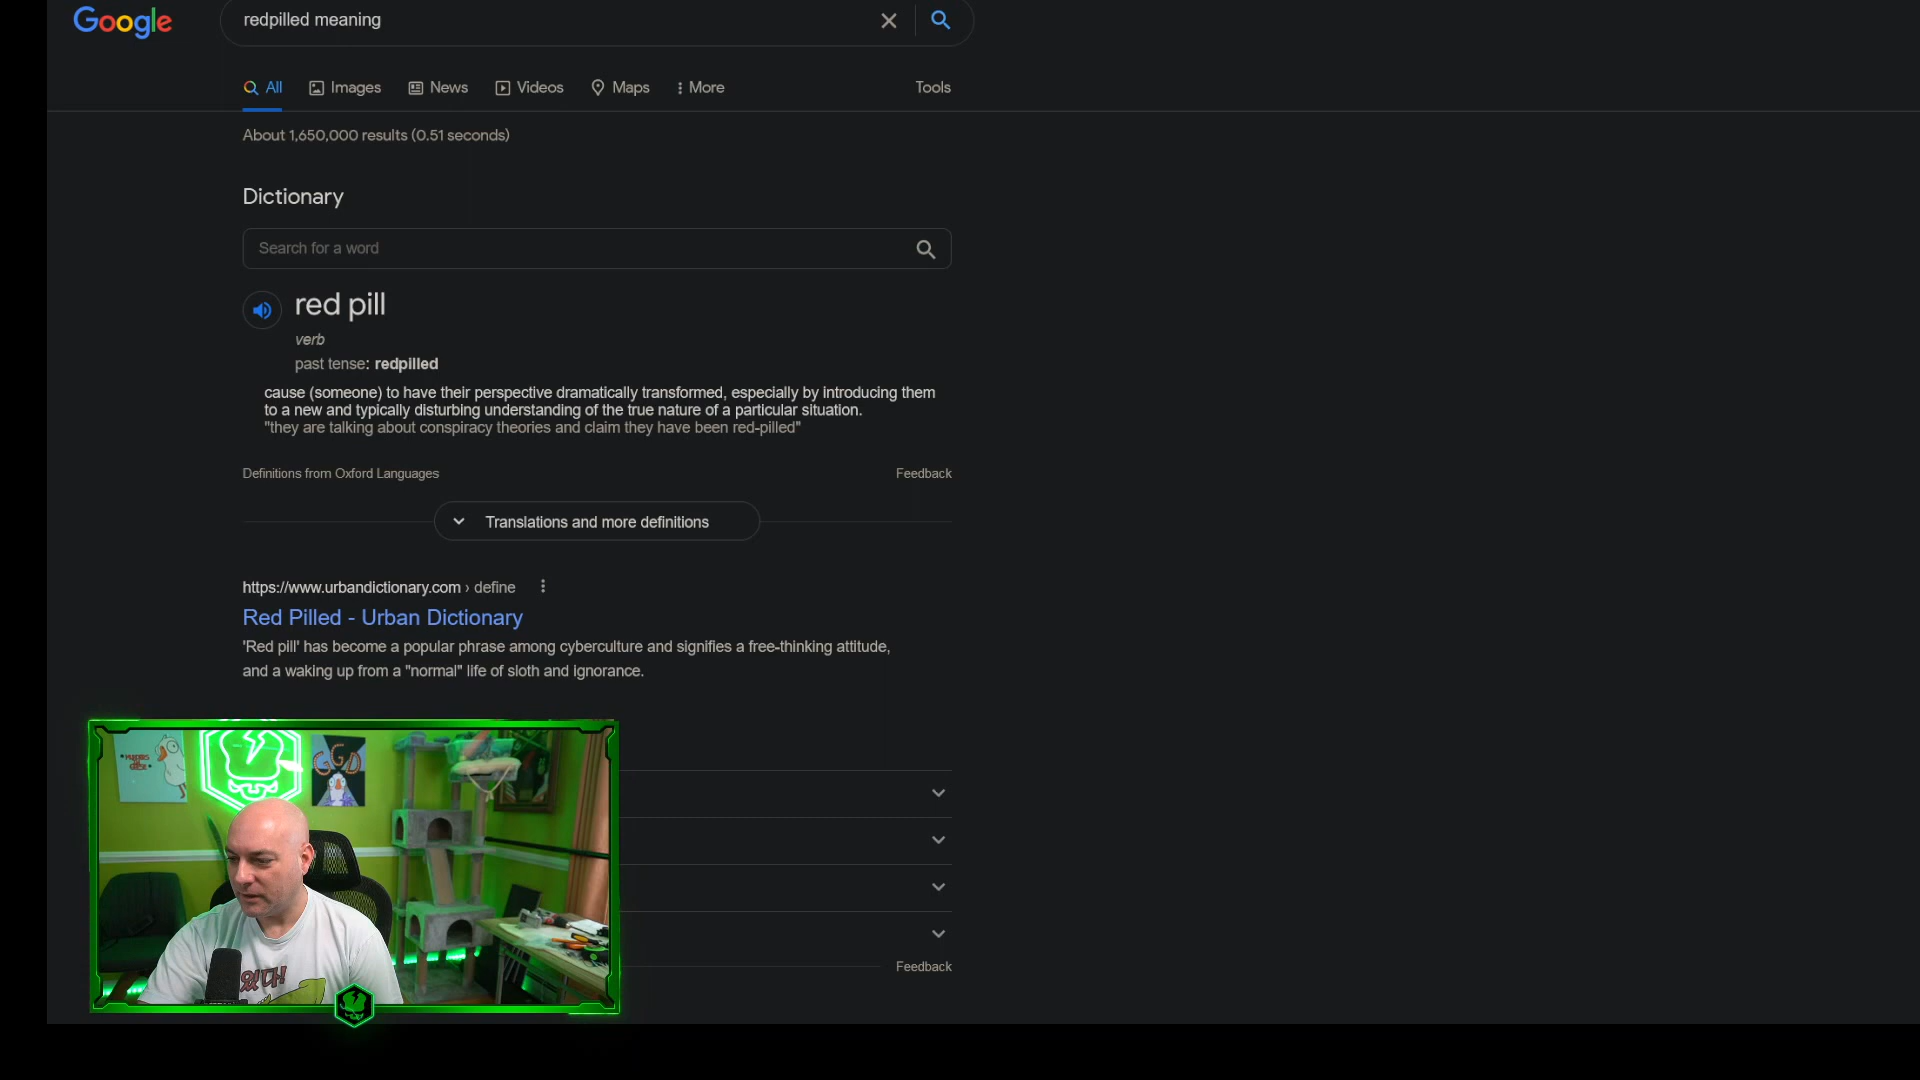 Google
redpilled meaning
All Images News Videos Maps More Tools
About 1,650,000 results (0.51 seconds)
Dictionary
Search for a word
red pill
verb
past tense: redpilled
cause (someone) to have their perspective dramatically transformed, especially by introducing them
to a new and typically disturbing understanding of the true nature of a particular situation.
"they are talking about conspiracy theories and claim they have been red-pilled"
Definitions from Oxford Languages Feedback
Translations and more definitions
https://www.urbandictionary.com › define
Red Pilled - Urban Dictionary
'Red pill' has become a popular phrase among cyberculture and signifies a free-thinking attitude,
and a waking up from a "normal" life of sloth and ignorance.
GGD
Feedback